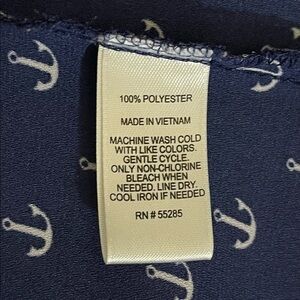 100% POLYESTER
MADE IN VIETNAM
MACHINE WASH COLD
WITH LIKE COLORS.
GENTLE CYCLE.
ONLY NON-CHLORINE
BLEACH WHEN
NEEDED. LINE DRY.
COOL IRON IF NEEDED
RN # 55285